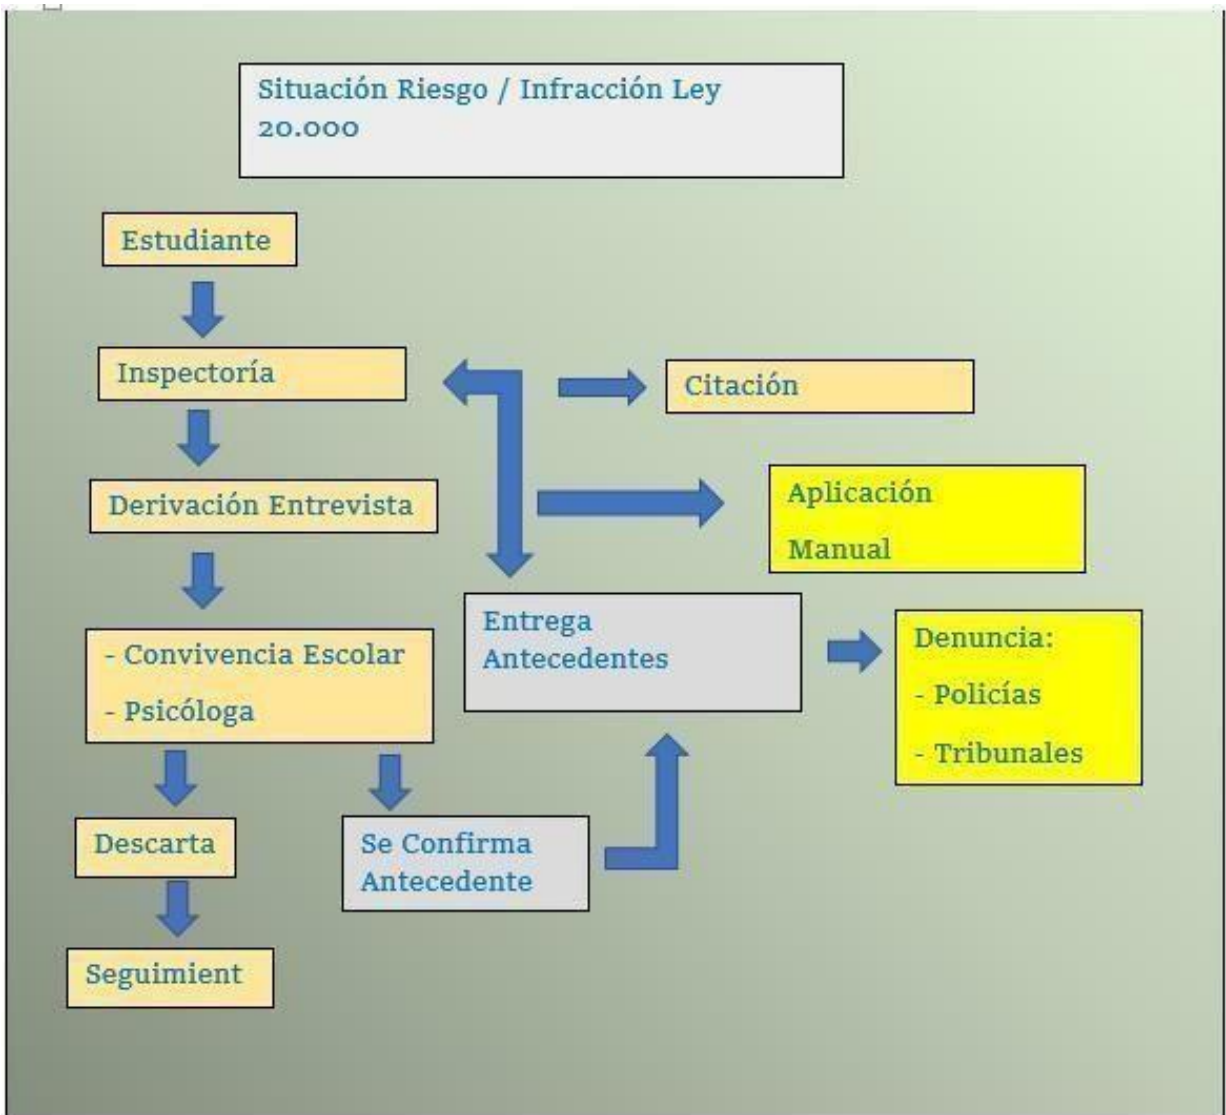 Situación Riesgo / Infracción Ley
20.000
Estudiante
Inspectoría
Citación
Derivación Entrevista
Aplicación
Manual
Entrega
Antecedentes
Denuncia:
- Policías
- Tribunales
- Convivencia Escolar
- Psicóloga
Descarta
Se Confirma
Antecedente
Seguimient